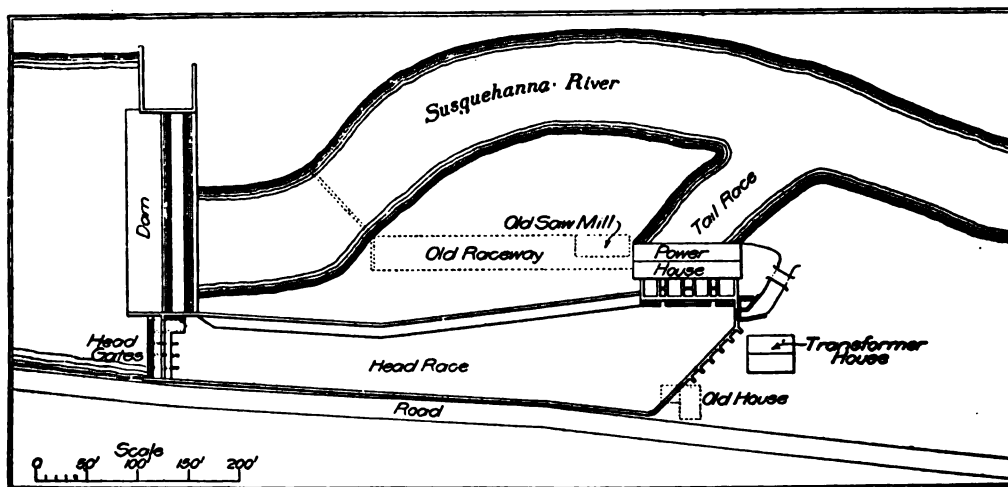 Susquehanna River
Dam
Tail Race
Old Saw Mill
Old Raceway
Power
House
Head
Gates
Head Race
Transformer
House
Old House
Road
Scale
0 50' 100' 150' 200'